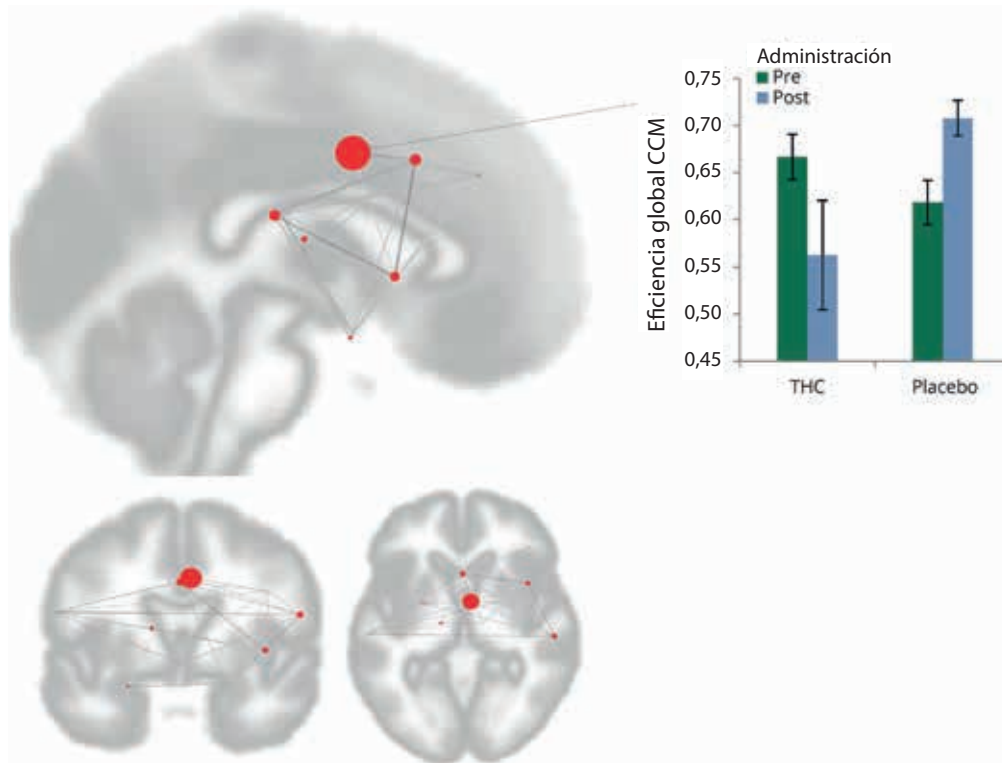 Administración
Pre
Post
Eficiencia global CCM
0,75
0,70
0,65
0,60
0,55
0,50
0,45
THC
Placebo